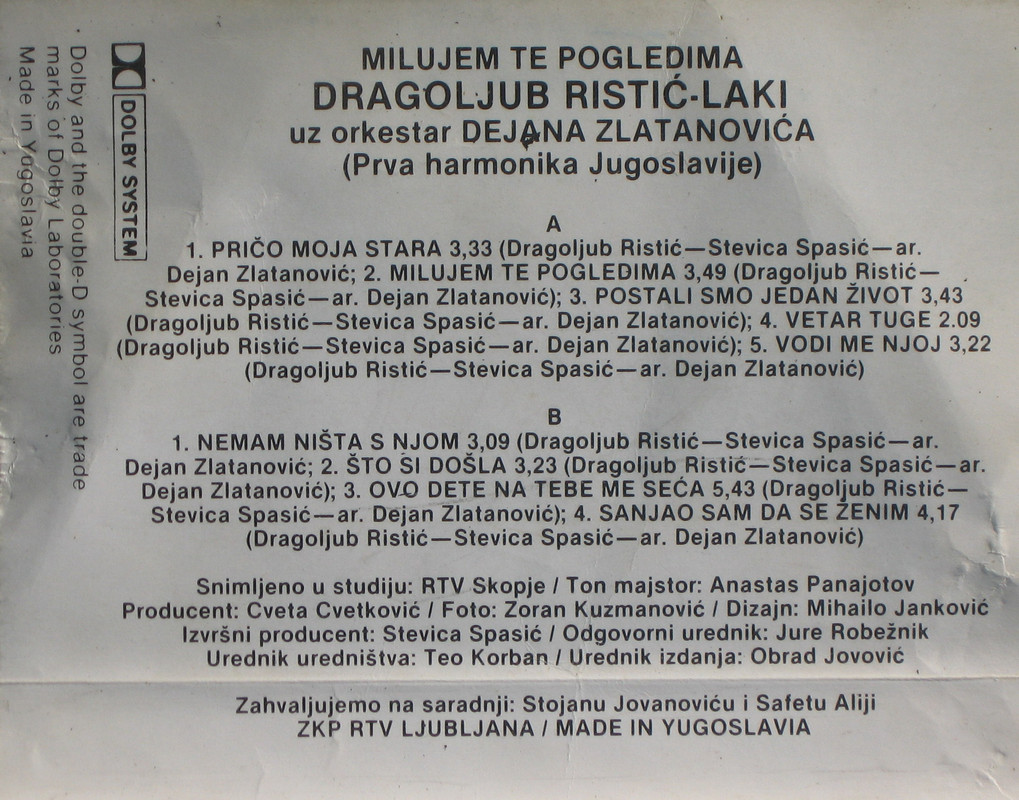 MILUJEM TE POGLEDIMA
DRAGOLJUB RISTIĆ-LAKI
uz orkestar DEJANA ZLATANOVIĆA
(Prva harmonika Jugoslavije)
A
1. PRIČO MOJA STARA 3,33 (Dragoljub Ristić—Stevica Spasić—ar.
Dejan Zlatanović; 2. MILUJEM TE POGLEDIMA 3,49 (Dragoljub Ristić—
Stevica Spasić—ar. Dejan Zlatanović); 3. POSTALI SMO JEDAN ŽIVOT 3,43
(Dragoljub Ristić—Stevica Spasić—ar. Dejan Zlatanović); 4. VETAR TUGE 2.09
(Dragoljub Ristić—Stevica Spasić—ar. Dejan Zlatanović); 5. VODI ME NJOJ 3,22
(Dragoljub Ristić—Stevica Spasić—ar. Dejan Zlatanović)
B
1. NEMAM NIŠTA S NJOM 3,09 (Dragoljub Ristić—Stevica Spasić—ar.
Dejan Zlatanović; 2. ŠTO SI DOŠLA 3,23 (Dragoljub Ristić—Stevica Spasić—ar.
Dejan Zlatanović); 3. OVO DETE NA TEBE ME SEĆA 5,43 (Dragoljub Ristić—
Stevica Spasić—ar. Dejan Zlatanović); 4. SANJAO SAM DA SE ŽENIM 4,17
(Dragoljub Ristić—Stevica Spasić—ar. Dejan Zlatanović)
Snimljeno u studiju: RTV Skopje / Ton majstor: Anastas Panajotov
Producent: Cveta Cvetković / Foto: Zoran Kuzmanović / Dizajn: Mihailo Janković
Izvršni producent: Stevica Spasić / Odgovorni urednik: Jure Robežnik
Urednik uredništva: Teo Korban / Urednik izdanja: Obrad Jovović
Zahvaljujemo na saradnji: Stojanu Jovanoviću i Safetu Aliji
ZKP RTV LJUBLJANA / MADE IN YUGOSLAVIA
DOLBY SYSTEM
Dolby and the double-D symbol are trade
marks of Dolby Laboratories
Made in Yugoslavia